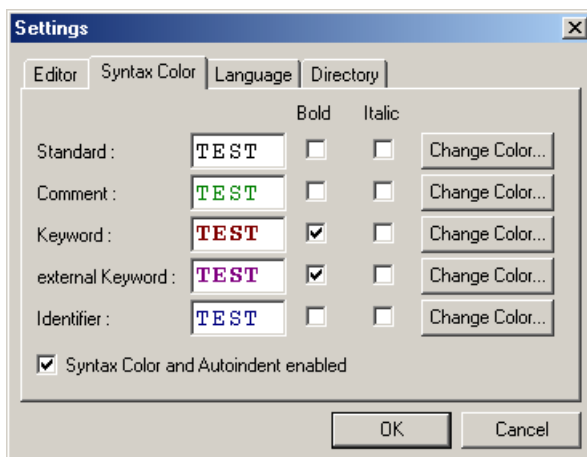 Settings
Editor Syntax Color Language Directory
Bold Italic
Standard : TEST Change Color...
Comment : TEST Change Color...
Keyword : TEST Change Color...
external Keyword : TEST Change Color...
Identifier : TEST Change Color...
Syntax Color and Autoindent enabled
OK Cancel